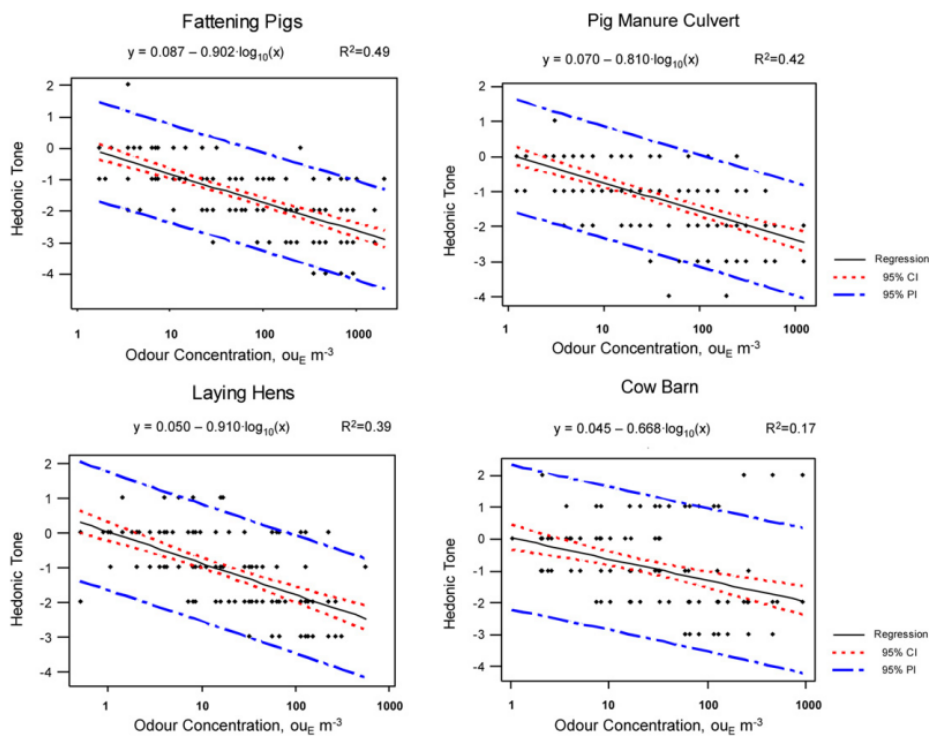 Fattening Pigs
y = 0.087 – 0.902·log₁₀(x) R²=0.49
2
1
0
-1
-2
-3
-4
Hedonic Tone
1 10 100 1000
Odour Concentration, ouE m⁻³
Pig Manure Culvert
y = 0.070 – 0.810·log₁₀(x) R²=0.42
2
1
0
-1
-2
-3
-4
Hedonic Tone
1 10 100 1000
Odour Concentration, ouE m⁻³
Regression
95% CI
95% PI
Laying Hens
y = 0.050 – 0.910·log₁₀(x) R²=0.39
2
1
0
-1
-2
-3
-4
Hedonic Tone
1 10 100 1000
Odour Concentration, ouE m⁻³
Cow Barn
y = 0.045 – 0.668·log₁₀(x) R²=0.17
2
1
0
-1
-2
-3
-4
Hedonic Tone
1 10 100 1000
Odour Concentration, ouE m⁻³
Regression
95% CI
95% PI